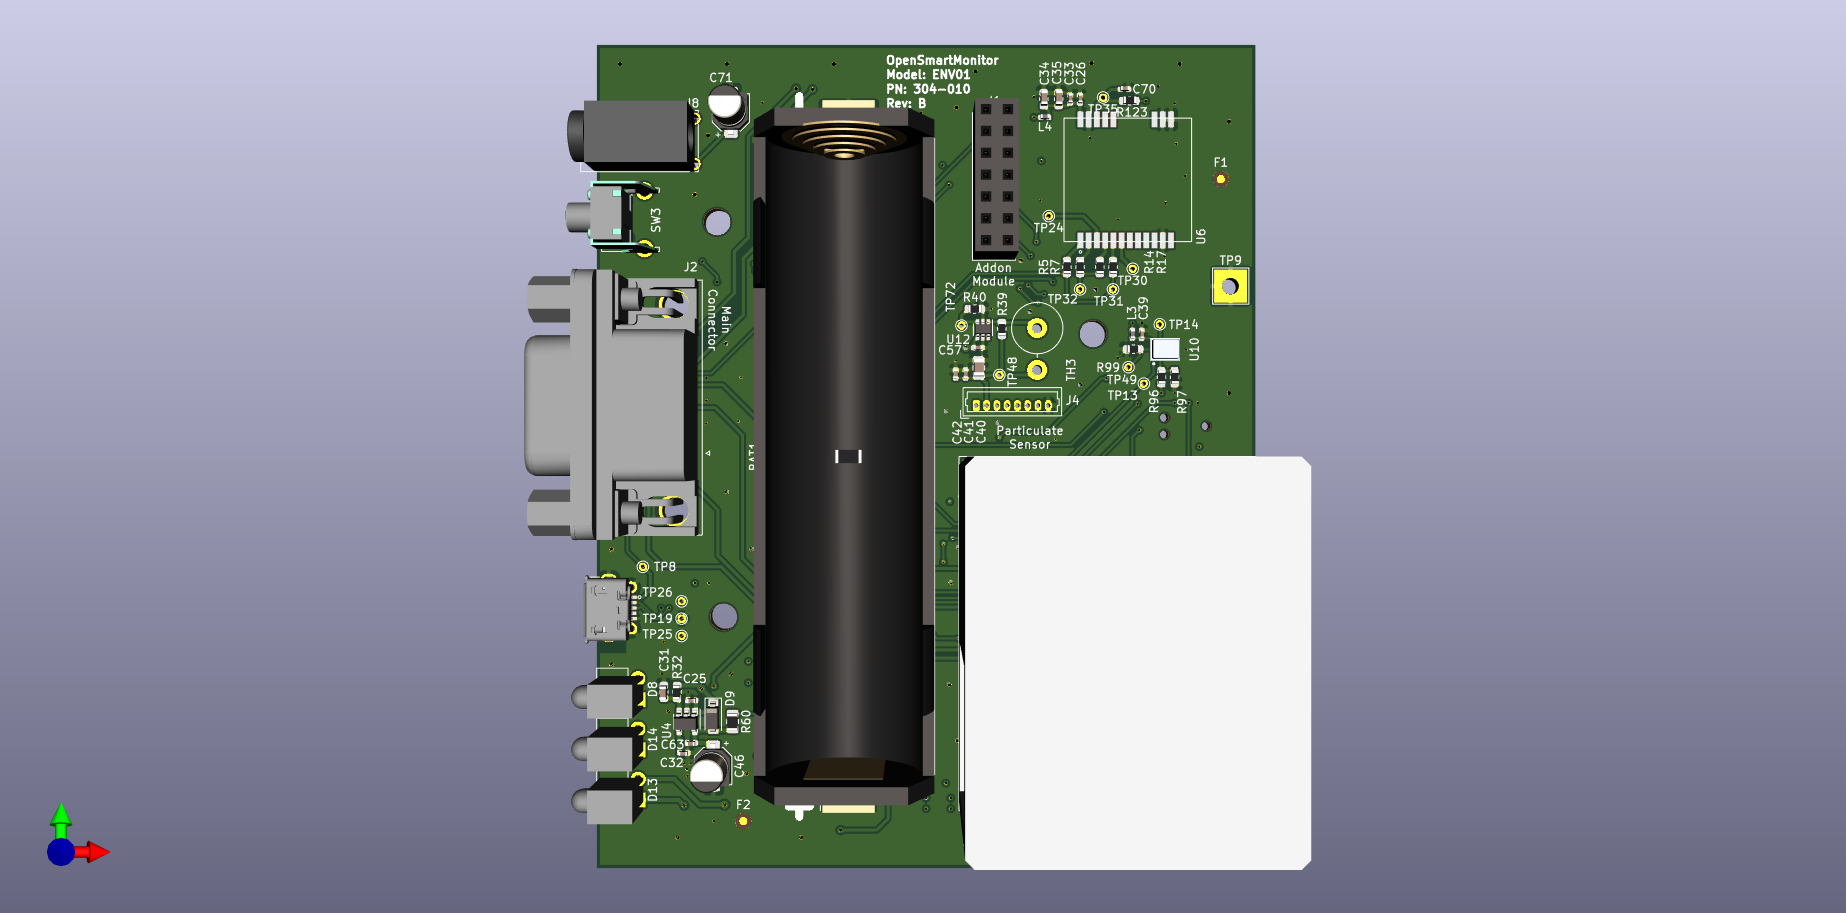 OpenSmartMonitor
Model: ENV01
PN: 304-010
Rev: B
C71
J8
C34
C35
C33
C26
C70
TP35
R123
L4
F1
SW3
TP24
U6
J2
Addon
Module
R5
R7
R14
R17
TP30
TP32
TP31
TP9
Main
Connector
TP72
R40
R39
L3
C39
TP14
U12
C57
TP48
TH3
R99
TP49
TP13
U10
R96
R97
J4
C42
C41
C40
Particulate
Sensor
TP8
TP26
TP19
TP25
C31
R32
C25
D8
D9
R60
U4
D14
C63
C32
C46
D13
F2